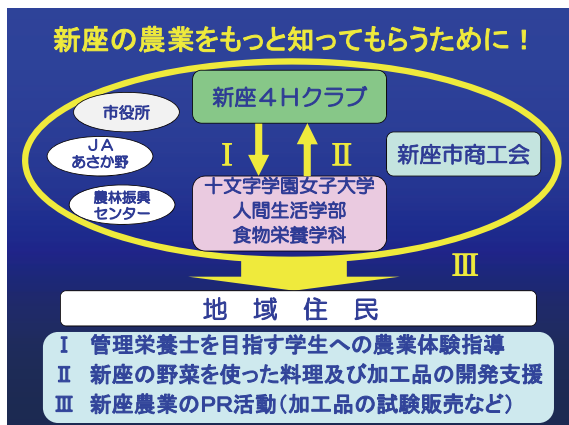 新座の農業をもっと知ってもらうために！
新座４Ｈクラブ
市役所
ＪＡ
あさか野
農林振興
センター
Ⅰ
Ⅱ
新座市商工会
十文字学園女子大学
人間生活学部
食物栄養学科
Ⅲ
地域住民
Ⅰ 管理栄養士を目指す学生への農業体験指導
Ⅱ 新座の野菜を使った料理及び加工品の開発支援
Ⅲ 新座農業のＰＲ活動（加工品の試験販売など）